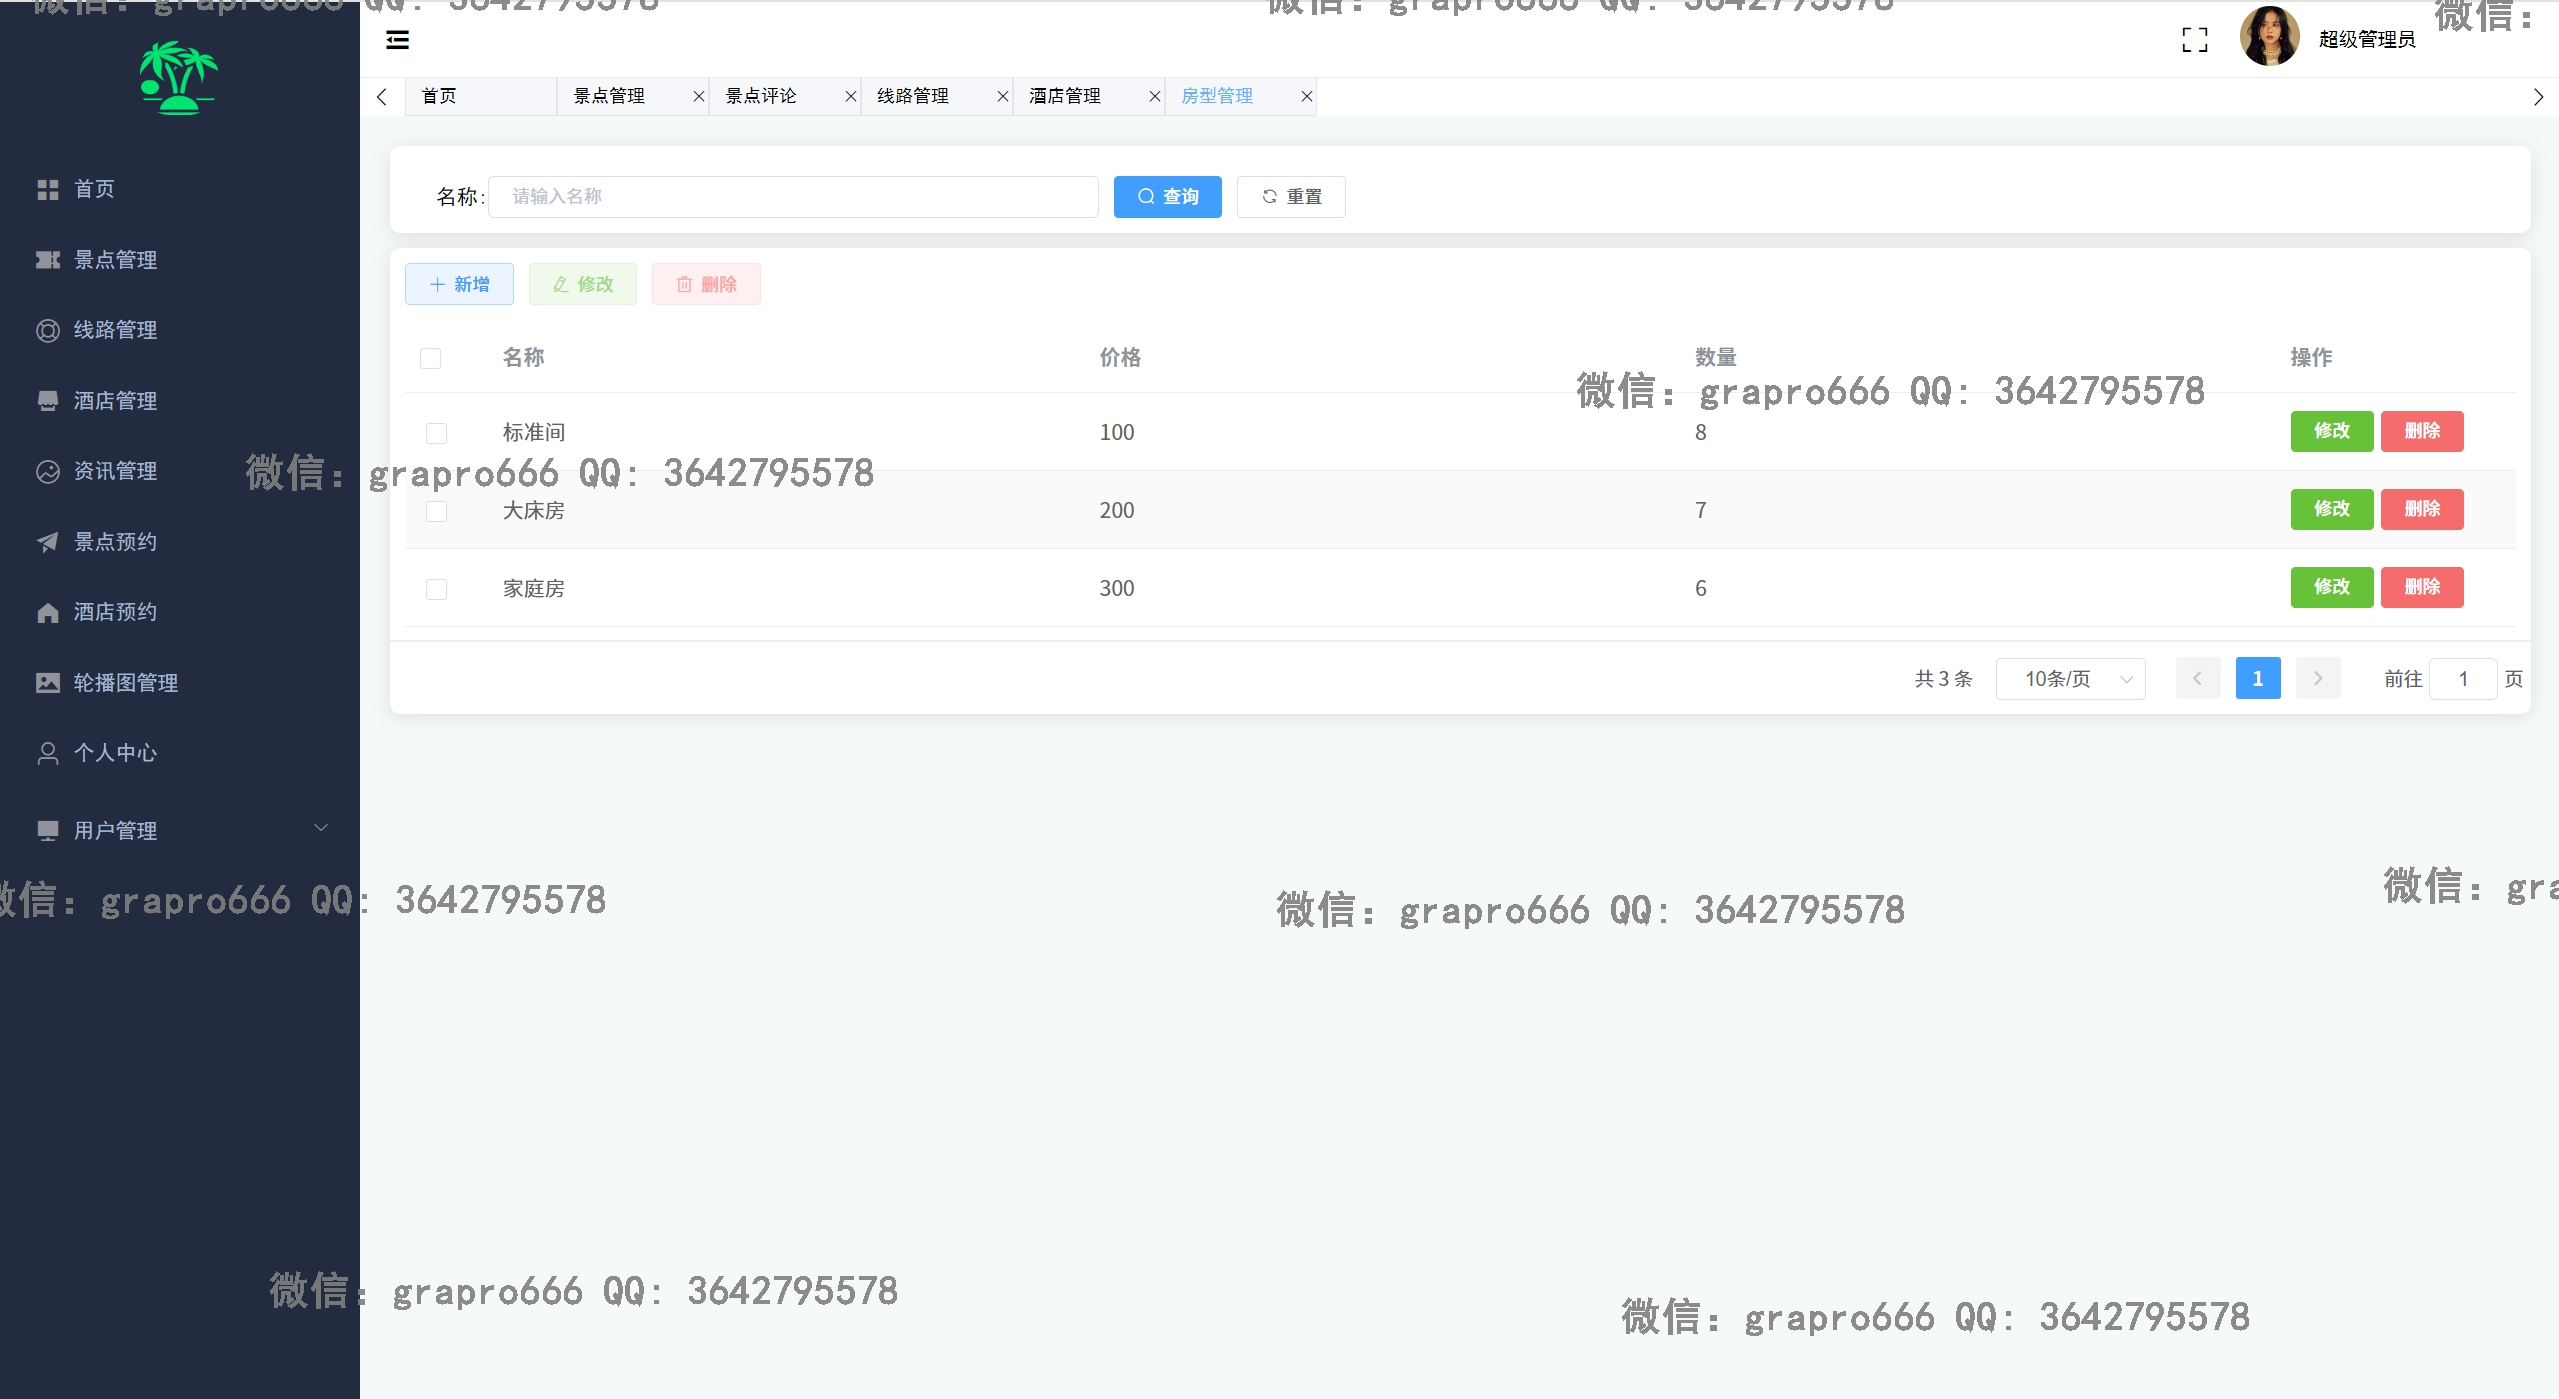 微信: grapro666 QQ: 3642795578
微信: grapro666 QQ: 3642795578
微信:
超级管理员
首页 景点管理 景点评论 线路管理 酒店管理 房型管理
首页
景点管理
线路管理
酒店管理
资讯管理
景点预约
酒店预约
轮播图管理
个人中心
用户管理
名称: 请输入名称 查询 重置
新增 修改 删除
名称 价格 数量 操作
微信: grapro666 QQ: 3642795578
标准间 100 8 修改 删除
微信: grapro666 QQ: 3642795578
大床房 200 7 修改 删除
家庭房 300 6 修改 删除
共 3 条 10条/页 1 前往 1 页
微信: grapro666 QQ: 3642795578
微信: grapro666 QQ: 3642795578
微信: gra
微信: grapro666 QQ: 3642795578
微信: grapro666 QQ: 3642795578